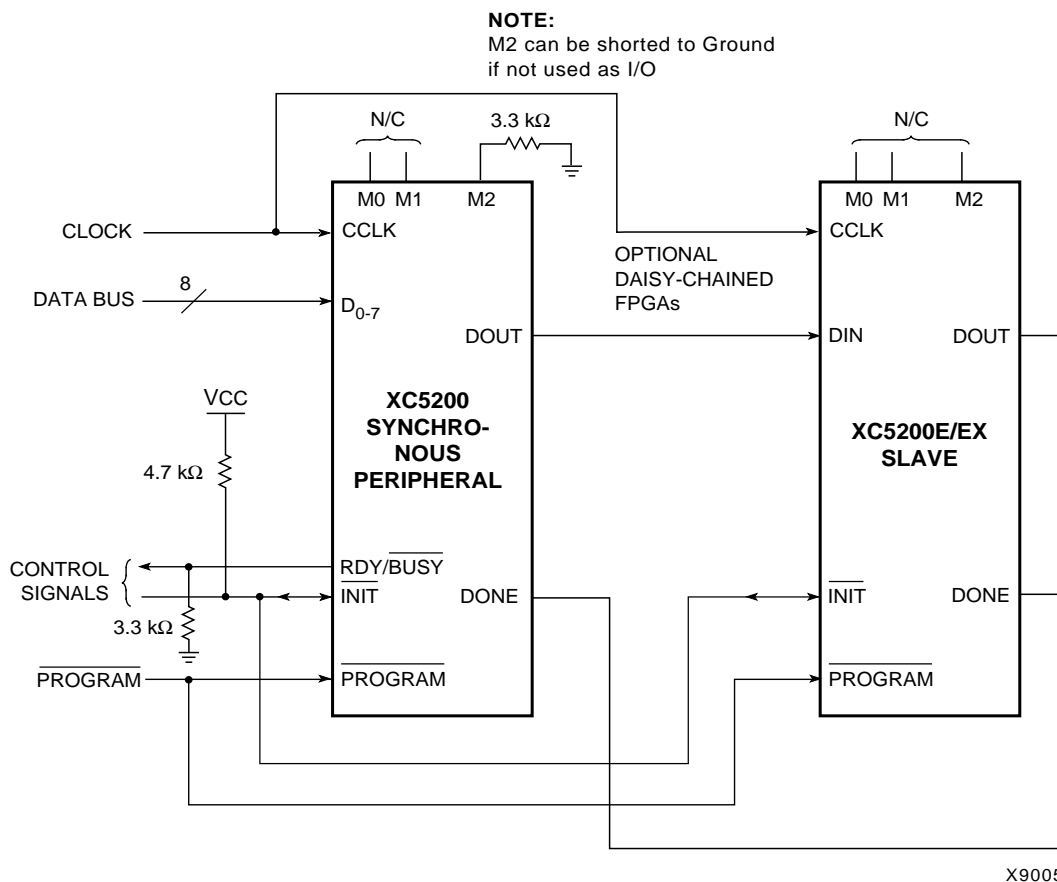 NOTE:
M2 can be shorted to Ground
if not used as I/O
N/C
3.3 kΩ
N/C
M0 M1
M2
M0 M1
M2
CLOCK
CCLK
CCLK
OPTIONAL
DAISY-CHAINED
FPGAs
DATA BUS
8
D0-7
DOUT
DIN
DOUT
VCC
4.7 kΩ
XC5200
SYNCHRO-
NOUS
PERIPHERAL
XC5200E/EX
SLAVE
CONTROL
SIGNALS
RDY/BUSY
INIT
DONE
INIT
DONE
3.3 kΩ
PROGRAM
PROGRAM
PROGRAM
X9005